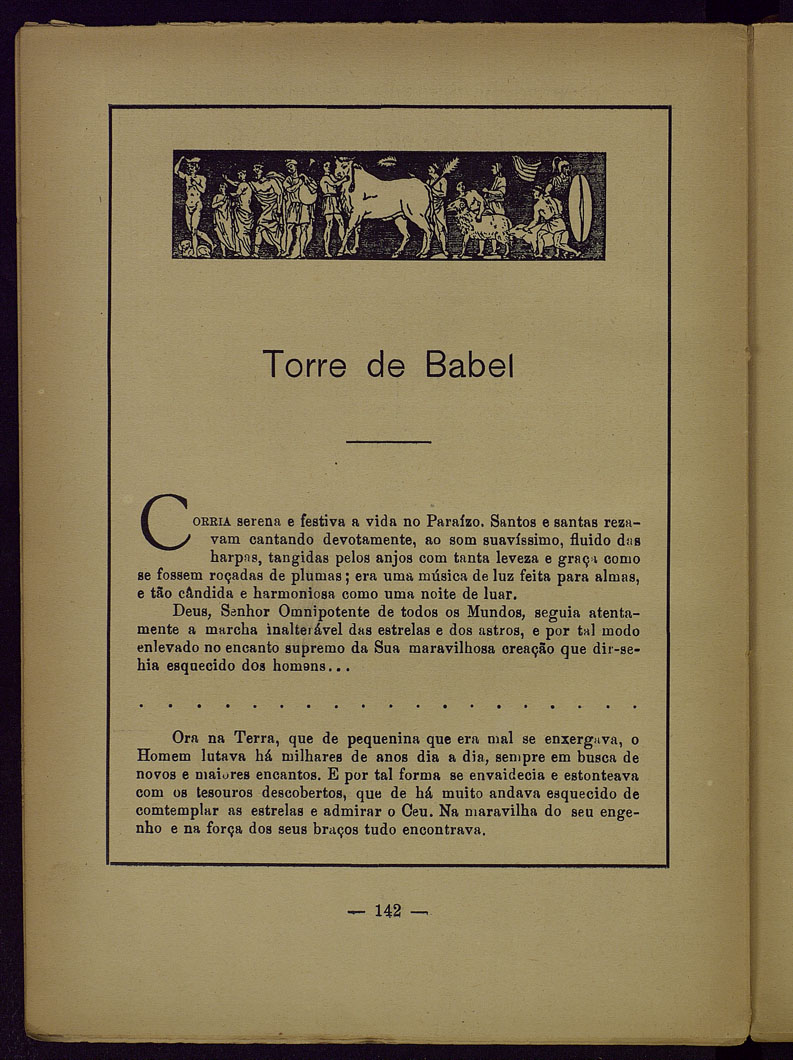 Torre de Babel
CORRIA serena e festiva a vida no Paraízo. Santos e santas reza-
vam cantando devotamente, ao som suavíssimo, fluido das
harpas, tangidas pelos anjos com tanta leveza e graça como
se fossem roçadas de plumas; era uma música de luz feita para almas,
e tão cândida e harmoniosa como uma noite de luar.
Deus, Senhor Omnipotente de todos os Mundos, seguia atenta-
mente a marcha inalterável das estrelas e dos astros, e por tal modo
enlevado no encanto supremo da Sua maravilhosa creação que dir-se-
hia esquecido dos homens...
. . . . . . . . . . . . . . . . . . .
Ora na Terra, que de pequenina que era mal se enxergava, o
Homem lutava há milhares de anos dia a dia, sempre em busca de
novos e maiores encantos. E por tal forma se envaidecia e estonteava
com os tesouros descobertos, que de há muito andava esquecido de
comtemplar as estrelas e admirar o Ceu. Na maravilha do seu enge-
nho e na força dos seus braços tudo encontrava.
— 142 —